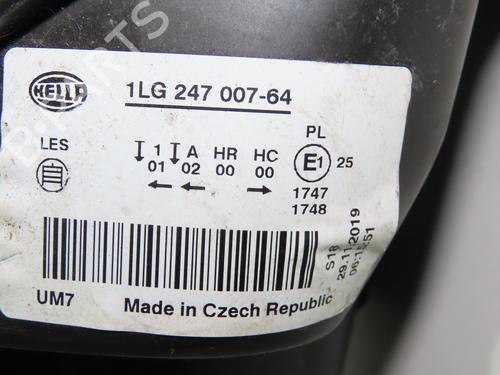 HELLA
1LG 247 007-64
LES
1 A HR HC
01 02 00 00
PL
E1 25
1747
1748
S18
29.11.2019
UM7
Made in Czech Republic
B-PARTS